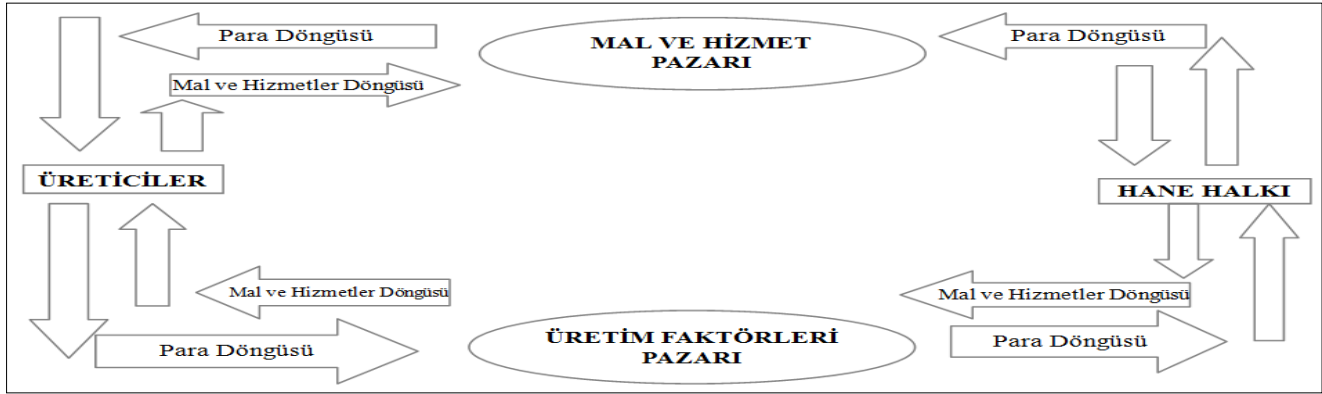 Para Döngüsü
MAL VE HİZMET
PAZARI
Para Döngüsü
Mal ve Hizmetler Döngüsü
ÜRETİCİLER
HANE HALKI
Mal ve Hizmetler Döngüsü
Mal ve Hizmetler Döngüsü
Para Döngüsü
ÜRETİM FAKTÖRLERİ
PAZARI
Para Döngüsü